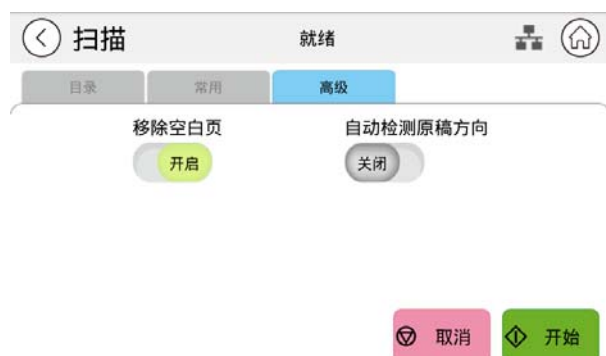 扫描 就绪
目录 常用 高级
移除空白页 自动检测原稿方向
开启 关闭
取消 开始